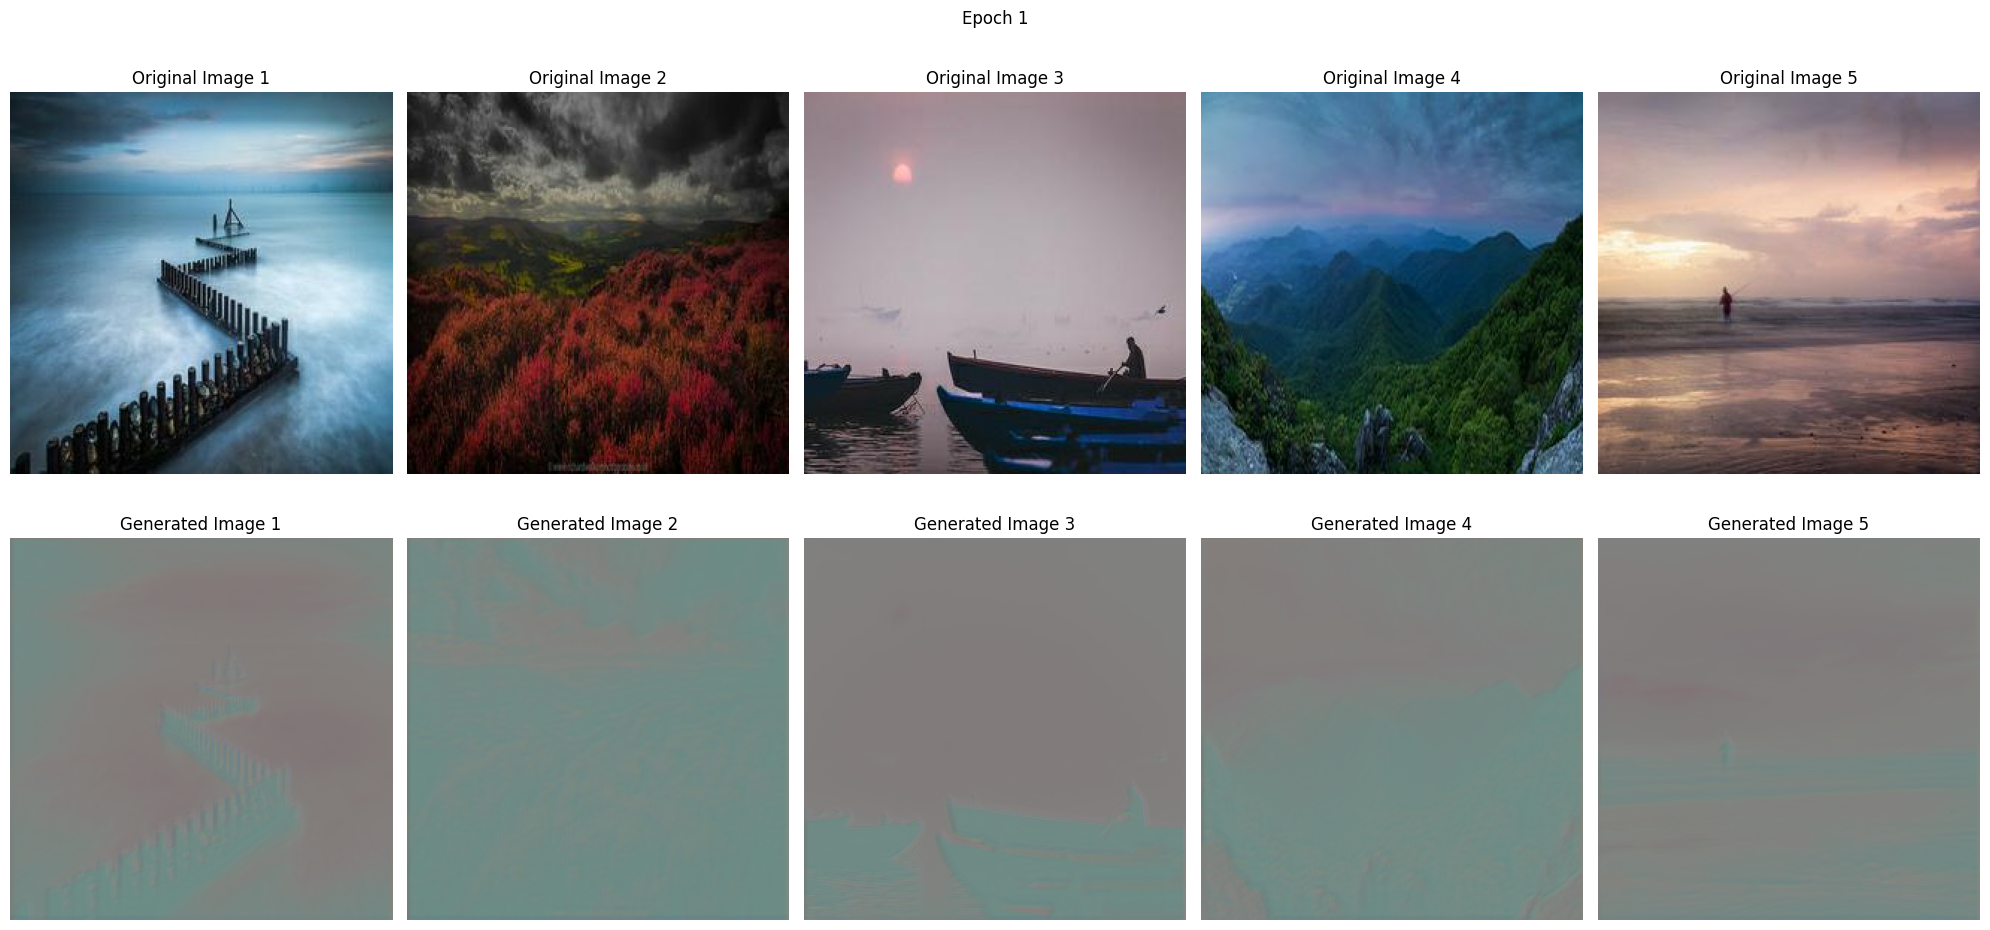 Epoch 1
Original Image 1
Original Image 2
Original Image 3
Original Image 4
Original Image 5
Generated Image 1
Generated Image 2
Generated Image 3
Generated Image 4
Generated Image 5